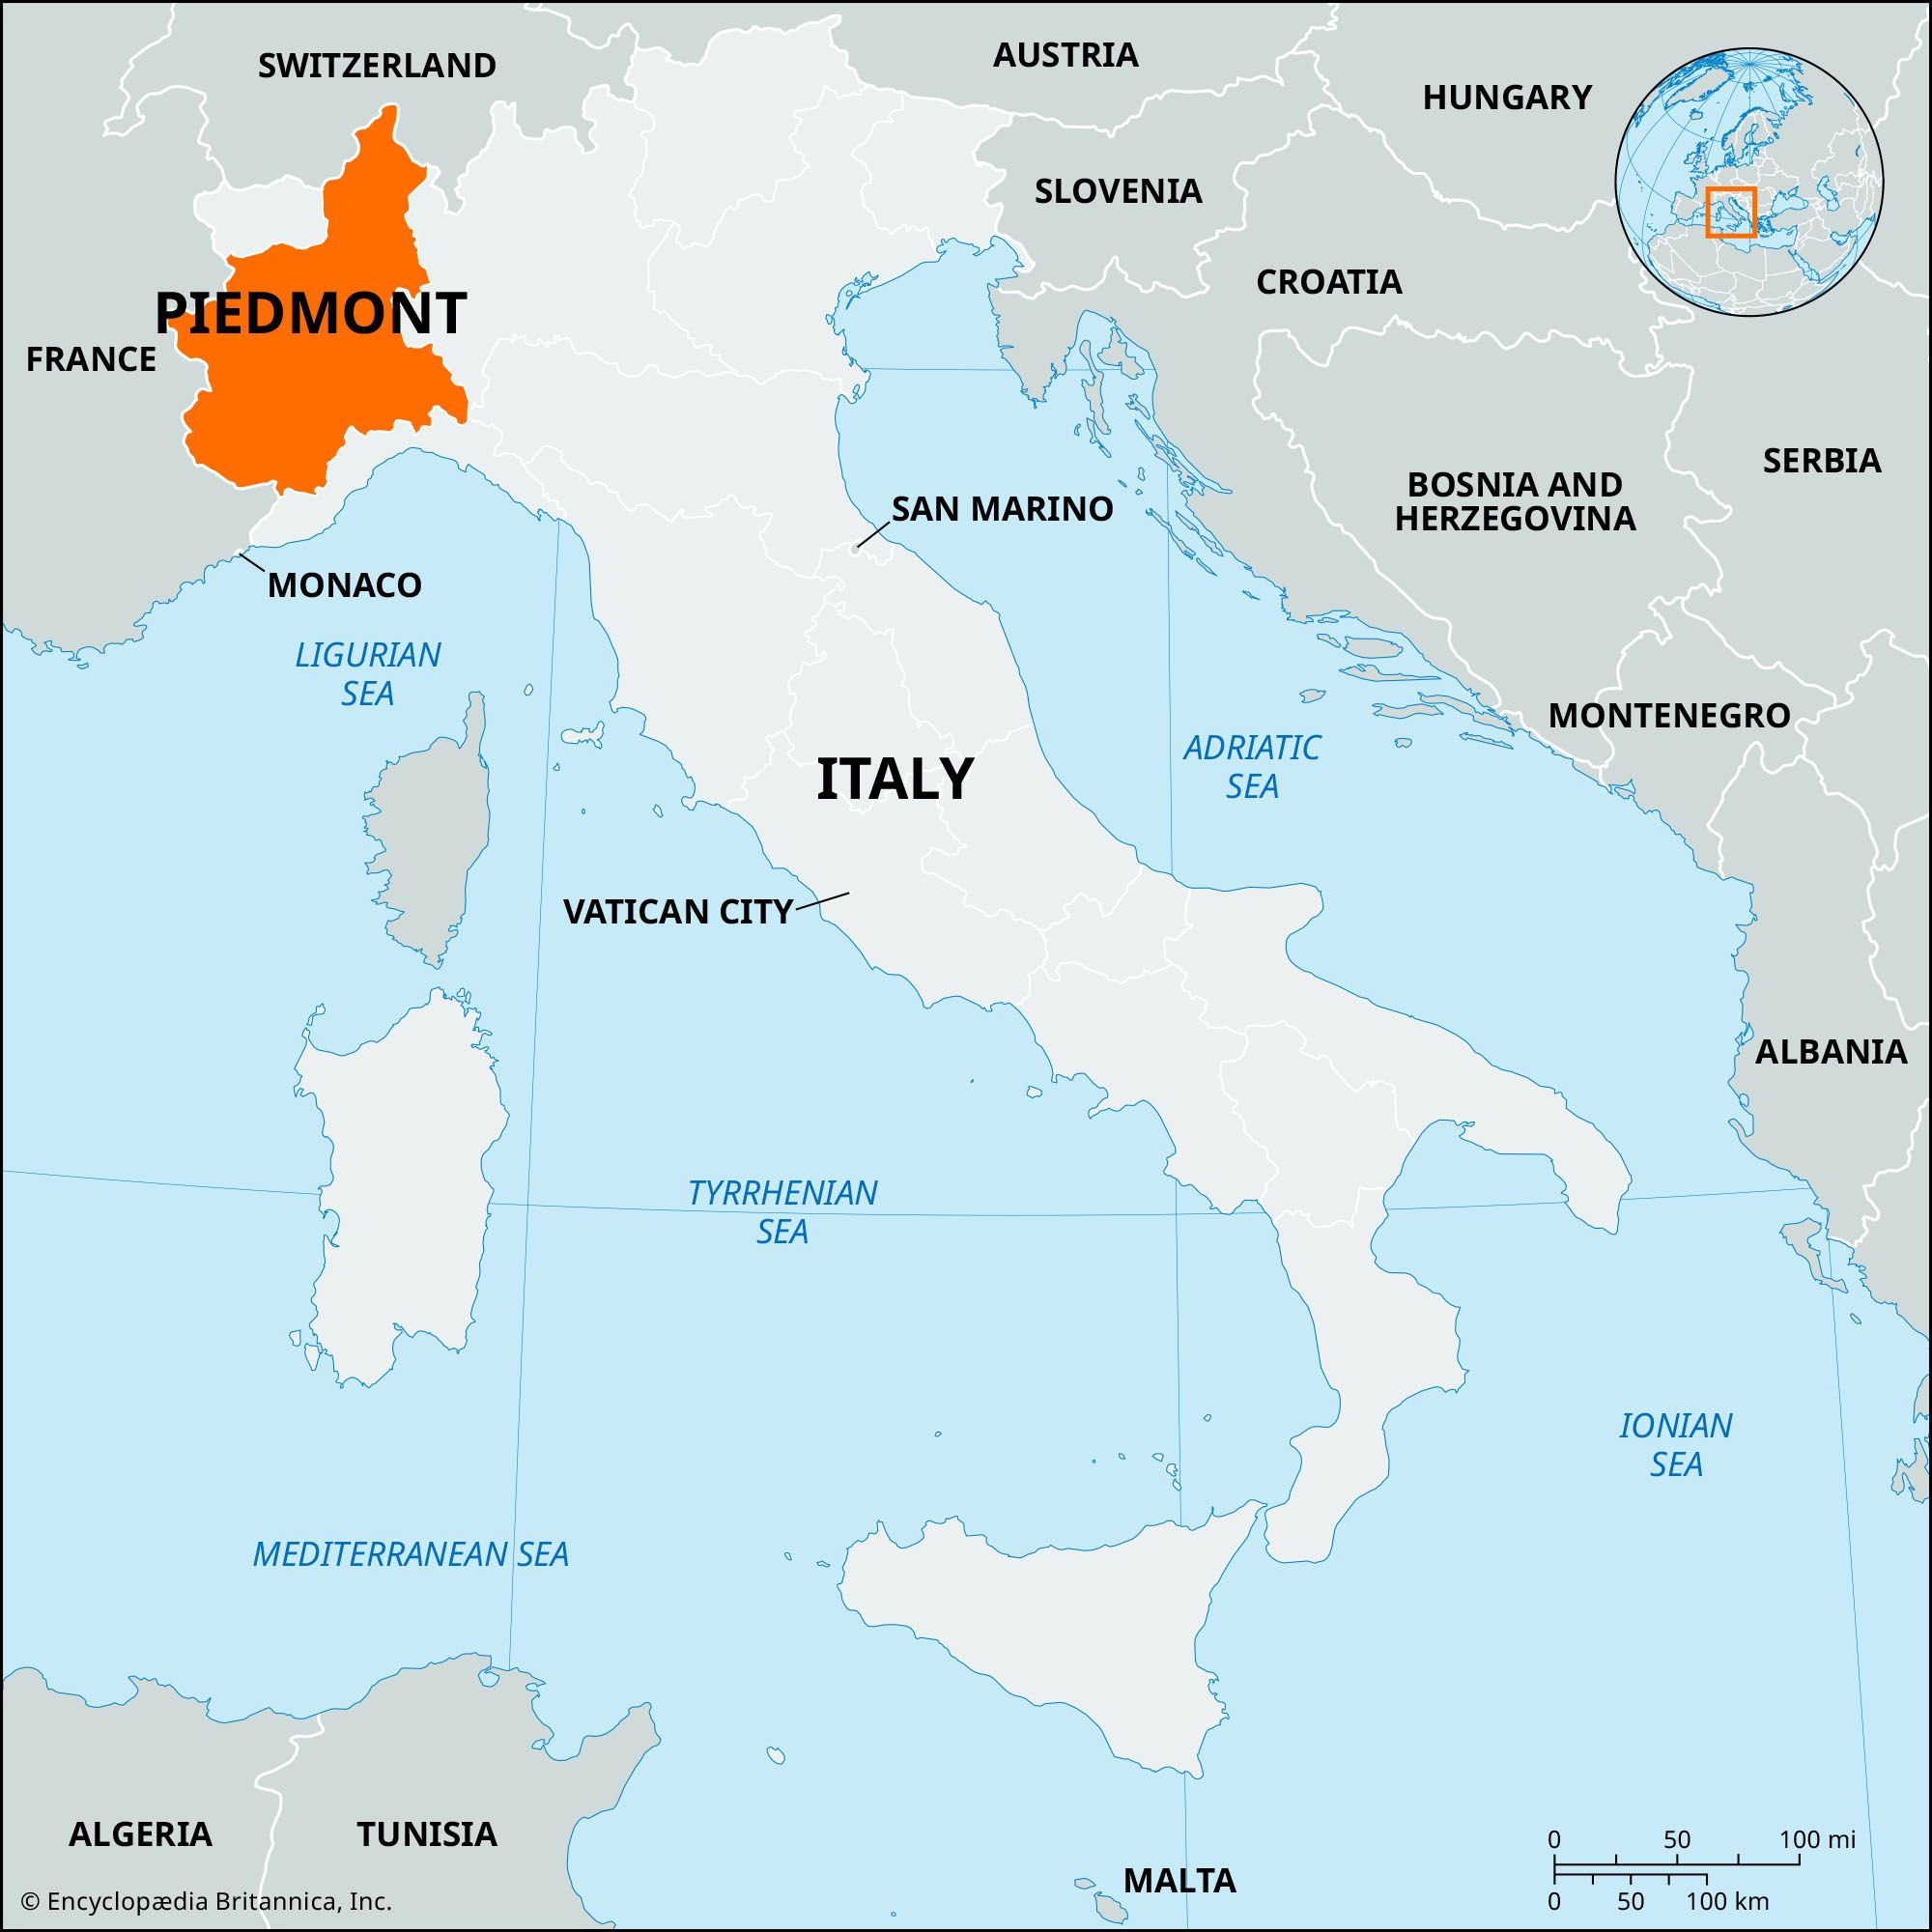 SWITZERLAND
AUSTRIA
HUNGARY
SLOVENIA
CROATIA
PIEDMONT
FRANCE
SERBIA
BOSNIA AND
HERZEGOVINA
SAN MARINO
MONACO
LIGURIAN
SEA
MONTENEGRO
ADRIATIC
SEA
ITALY
VATICAN CITY
ALBANIA
TYRRHENIAN
SEA
IONIAN
SEA
MEDITERRANEAN SEA
ALGERIA
TUNISIA
MALTA
0 50 100 mi
0 50 100 km
© Encyclopædia Britannica, Inc.